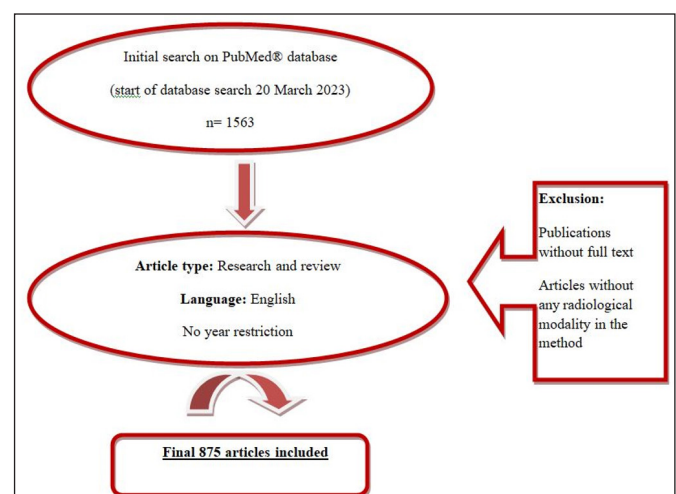 Initial search on PubMed® database
(start of database search 20 March 2023)
n= 1563
Article type: Research and review
Language: English
No year restriction
Exclusion:
Publications
without full text
Articles without
any radiological
modality in the
method
Final 875 articles included